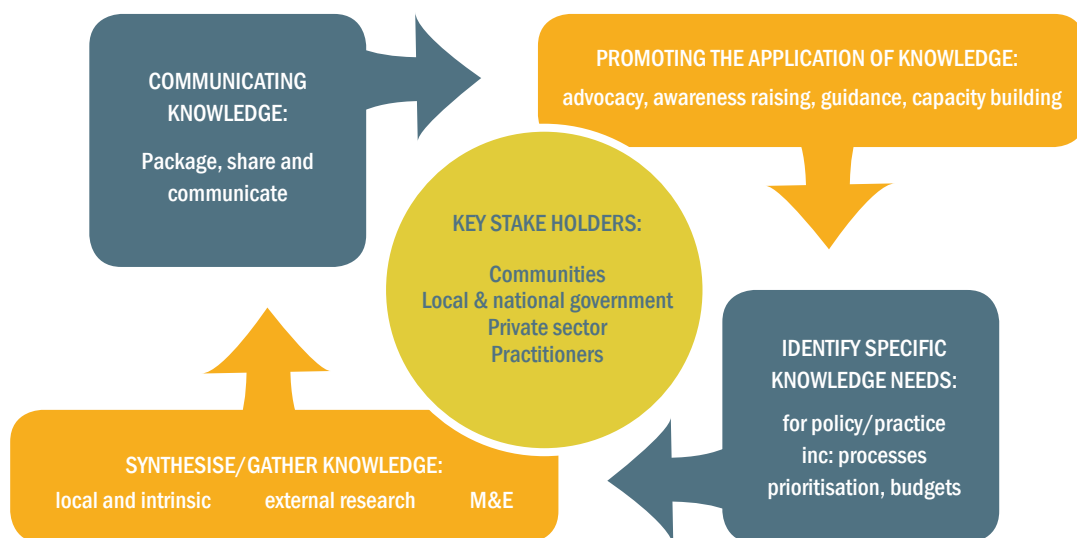 COMMUNICATING
KNOWLEDGE:
Package, share and
communicate
PROMOTING THE APPLICATION OF KNOWLEDGE:
advocacy, awareness raising, guidance, capacity building
KEY STAKE HOLDERS:
Communities
Local & national government
Private sector
Practitioners
IDENTIFY SPECIFIC
KNOWLEDGE NEEDS:
for policy/practice
inc: processes
prioritisation, budgets
SYNTHESISE/GATHER KNOWLEDGE:
local and intrinsic external research M&E